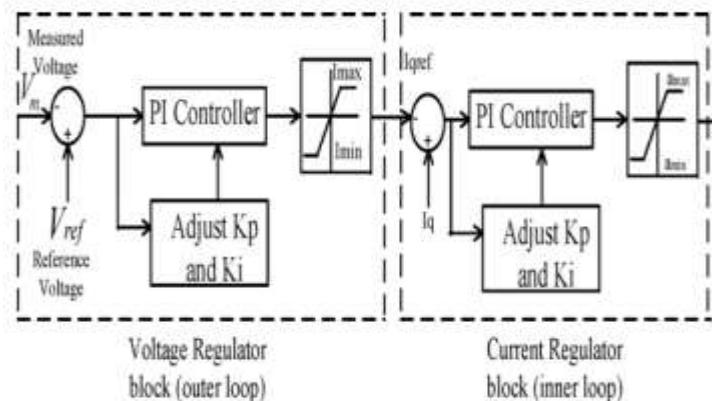 Measured
Voltage
Vm
-
+
Vref
Reference
Voltage
PI Controller
Adjust Kp
and Ki
Imax
Imin
Voltage Regulator
block (outer loop)
Iqref
-
+
Iq
PI Controller
Adjust Kp
and Ki
Current Regulator
block (inner loop)